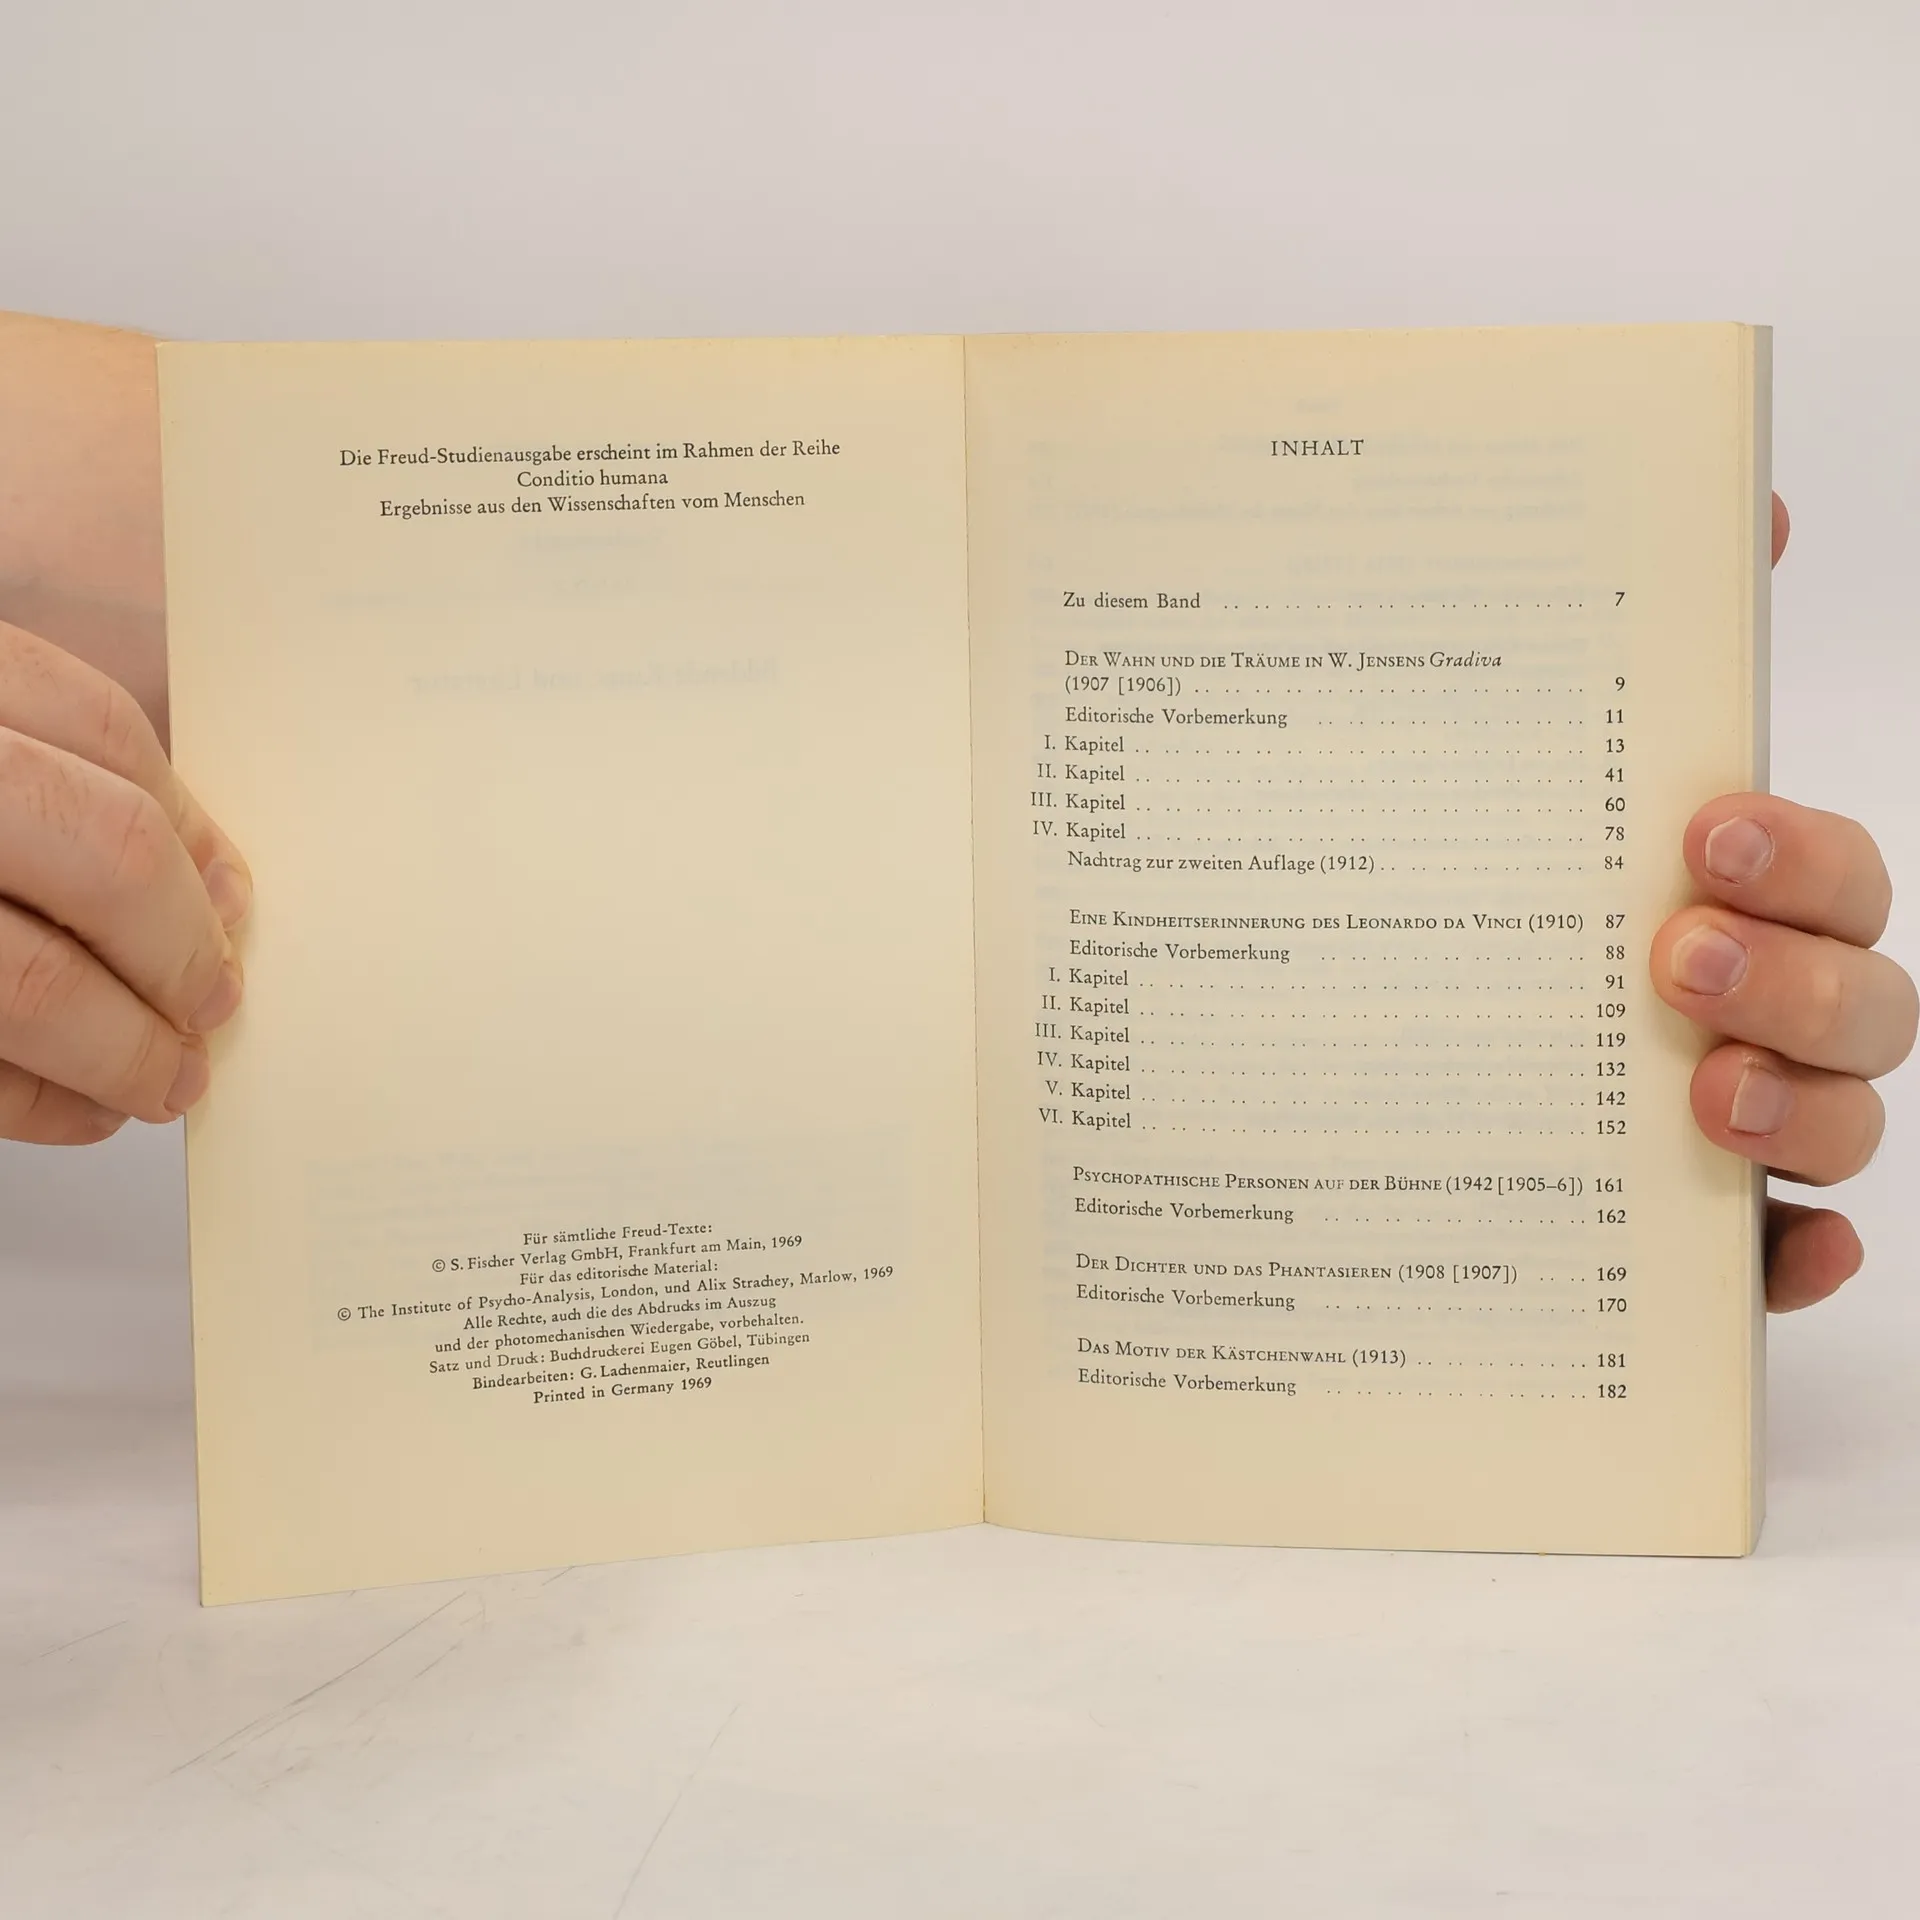 Die Freud-Studienausgabe erscheint im Rahmen der Reihe
Conditio humana
Ergebnisse aus den Wissenschaften vom Menschen
Für sämtliche Freud-Texte:
© S. Fischer Verlag GmbH, Frankfurt am Main, 1969
Für das editorische Material:
© The Institute of Psycho-Analysis, London, und Alix Strachey, Marlow, 1969
Alle Rechte, auch die des Abdrucks im Auszug
und der photomechanischen Wiedergabe, vorbehalten.
Satz und Druck: Buchdruckerei Eugen Göbel, Tübingen
Bindearbeiten: G. Lachenmaier, Reutlingen
Printed in Germany 1969
INHALT
Zu diesem Band . . . . . . . . . . . . 7
DER WAHN UND DIE TRÄUME IN W. JENSENS Gradiva
(1907 [1906]) . . . . . . . . . . . . 9
Editorische Vorbemerkung . . . . . . . . . 11
I. Kapitel . . . . . . . . . . . . . . 13
II. Kapitel . . . . . . . . . . . . . . 41
III. Kapitel . . . . . . . . . . . . . . 60
IV. Kapitel . . . . . . . . . . . . . . 78
Nachtrag zur zweiten Auflage (1912) . . . . . . . 84
EINE KINDHEITSERINNERUNG DES LEONARDO DA VINCI (1910) 87
Editorische Vorbemerkung . . . . . . . . . 88
I. Kapitel . . . . . . . . . . . . . . 91
II. Kapitel . . . . . . . . . . . . . . 109
III. Kapitel . . . . . . . . . . . . . . 119
IV. Kapitel . . . . . . . . . . . . . . 132
V. Kapitel . . . . . . . . . . . . . . 142
VI. Kapitel . . . . . . . . . . . . . . 152
PSYCHOPATHISCHE PERSONEN AUF DER BÜHNE (1942 [1905–6]) 161
Editorische Vorbemerkung . . . . . . . . . 162
DER DICHTER UND DAS PHANTASIEREN (1908 [1907]) . . 169
Editorische Vorbemerkung . . . . . . . . . 170
DAS MOTIV DER KÄSTCHENWAHL (1913) . . . . . . 181
Editorische Vorbemerkung . . . . . . . . . 182